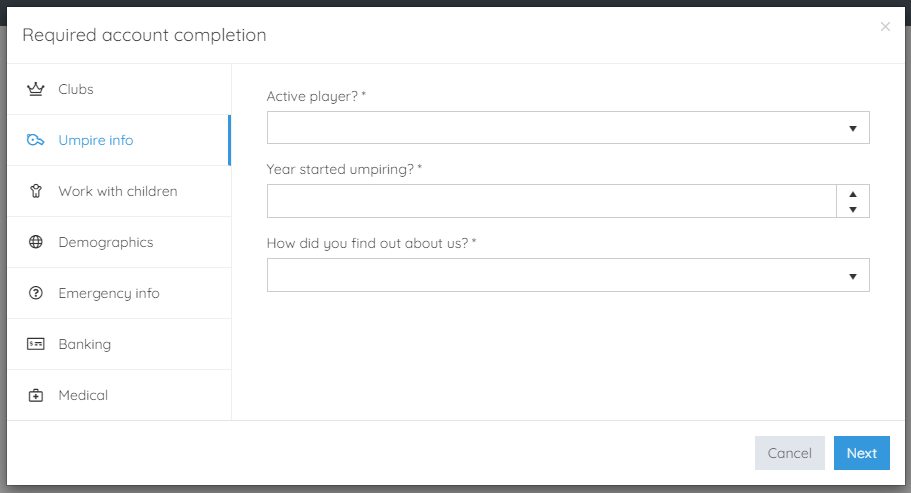 Required account completion
×
Clubs
Umpire info
Work with children
Demographics
Emergency info
Banking
Medical
Active player? *
Year started umpiring? *
How did you find out about us? *
Cancel
Next